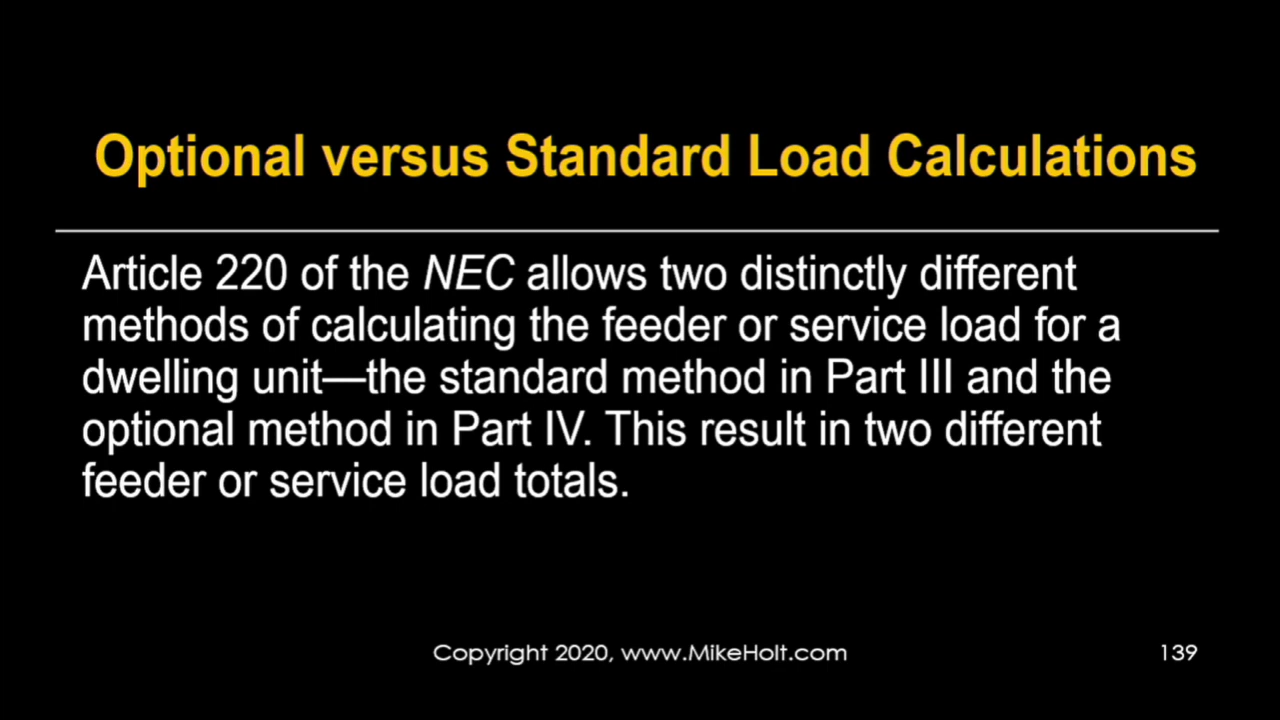 Optional versus Standard Load Calculations
Article 220 of the NEC allows two distinctly different
methods of calculating the feeder or service load for a
dwelling unit—the standard method in Part III and the
optional method in Part IV. This result in two different
feeder or service load totals.
Copyright 2020, www.MikeHolt.com
139